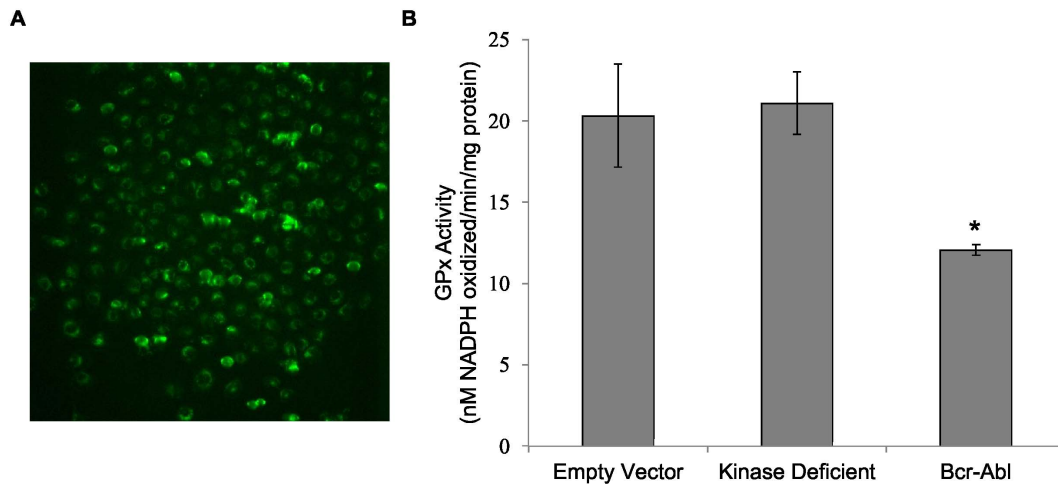 A
B
GPx Activity
(nM NADPH oxidized/min/mg protein)
25
20
15
10
5
0
*
Empty Vector
Kinase Deficient
Bcr-Abl